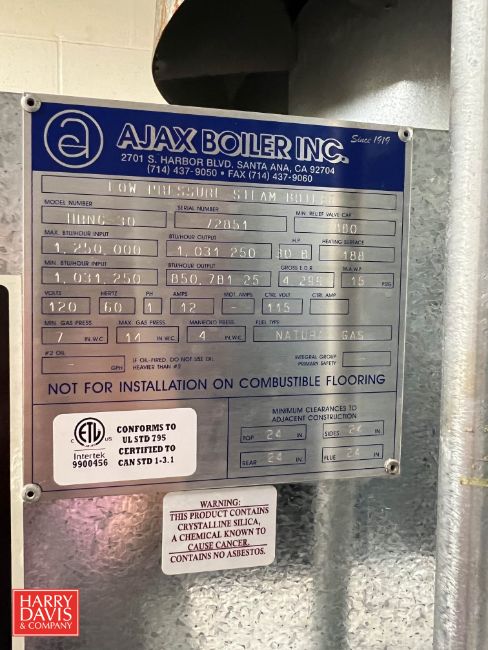 a
AJAX BOILER INC.
Since 1919
2701 S. HARBOR BLVD. SANTA ANA, CA 92704
(714) 437-9050 • FAX (714) 437-9060
LOW PRESSURE STEAM BOILER
MODEL NUMBER SERIAL NUMBER MIN. RELIEF VALVE CAP.
72851
MAX. BTU/HOUR INPUT BTU/HOUR OUTPUT H.P. HEATING SURFACE
1,250,000 1,031,250 30.8 188
MIN. BTU/HOUR INPUT BTU/HOUR OUTPUT GROSS E.D.R. M.A.W.P.
1,031,250 850,781.25 15 PSIG
VOLTS HERTZ PH AMPS MOT. AMPS CTRL VOLT CTRL AMP
120 60 1 12 - 115 -
MIN. GAS PRESS. MAX. GAS PRESS. MANIFOLD PRESS. FUEL TYPE
7 IN.W.C. 14 IN.W.C. 4 IN.W.C. NATURAL GAS
#2 OIL GPH IF OIL-FIRED, DO NOT USE OIL HEAVIER THAN #2 INTEGRAL GROUP PRIMARY SAFETY
NOT FOR INSTALLATION ON COMBUSTIBLE FLOORING
MINIMUM CLEARANCES TO
ADJACENT CONSTRUCTION
TOP 24 IN. SIDES 24 IN.
REAR 24 IN. FLUE 24 IN.
C ETL US
Intertek
9900456
CONFORMS TO
UL STD 795
CERTIFIED TO
CAN STD 1-3.1
WARNING:
THIS PRODUCT CONTAINS
CRYSTALLINE SILICA,
A CHEMICAL KNOWN TO
CAUSE CANCER.
CONTAINS NO ASBESTOS.
HARRY
DAVIS
& COMPANY